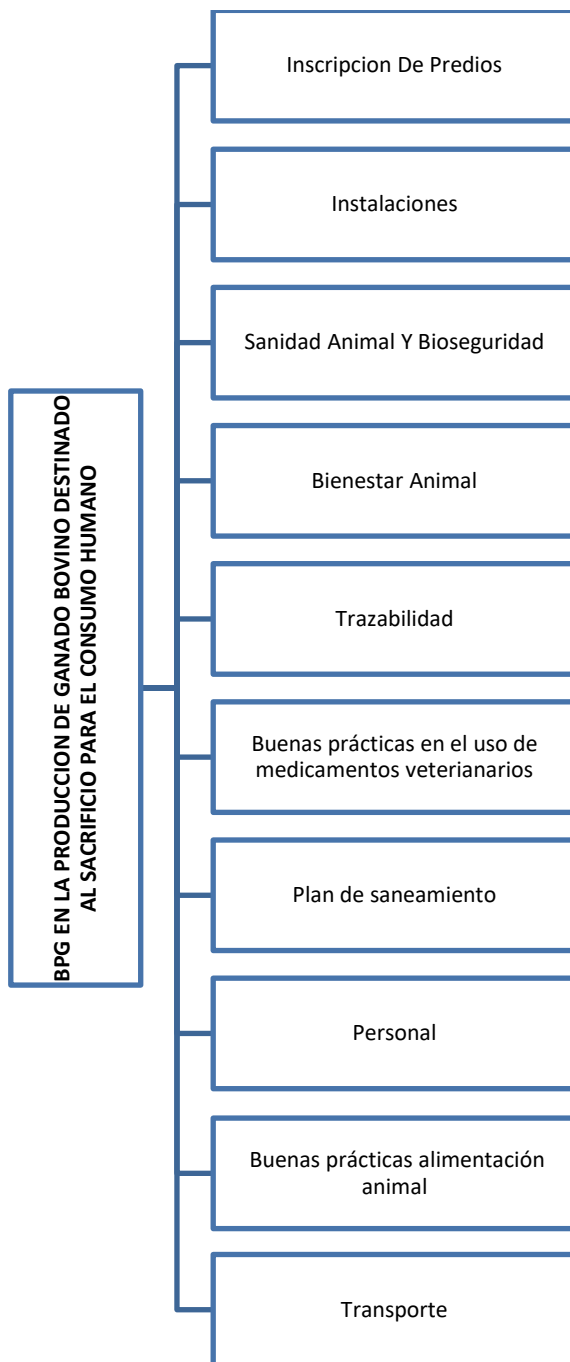 BPG EN LA PRODUCCION DE GANADO BOVINO DESTINADO
AL SACRIFICIO PARA EL CONSUMO HUMANO
Inscripcion De Predios
Instalaciones
Sanidad Animal Y Bioseguridad
Bienestar Animal
Trazabilidad
Buenas prácticas en el uso de
medicamentos veterianarios
Plan de saneamiento
Personal
Buenas prácticas alimentación
animal
Transporte